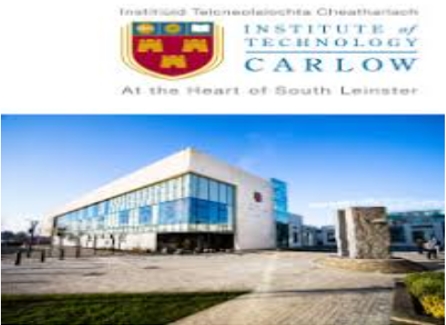 Institiúid Teicneolaíochta Cheatharlach
INSTITUTE of
TECHNOLOGY
CARLOW
At the Heart of South Leinster